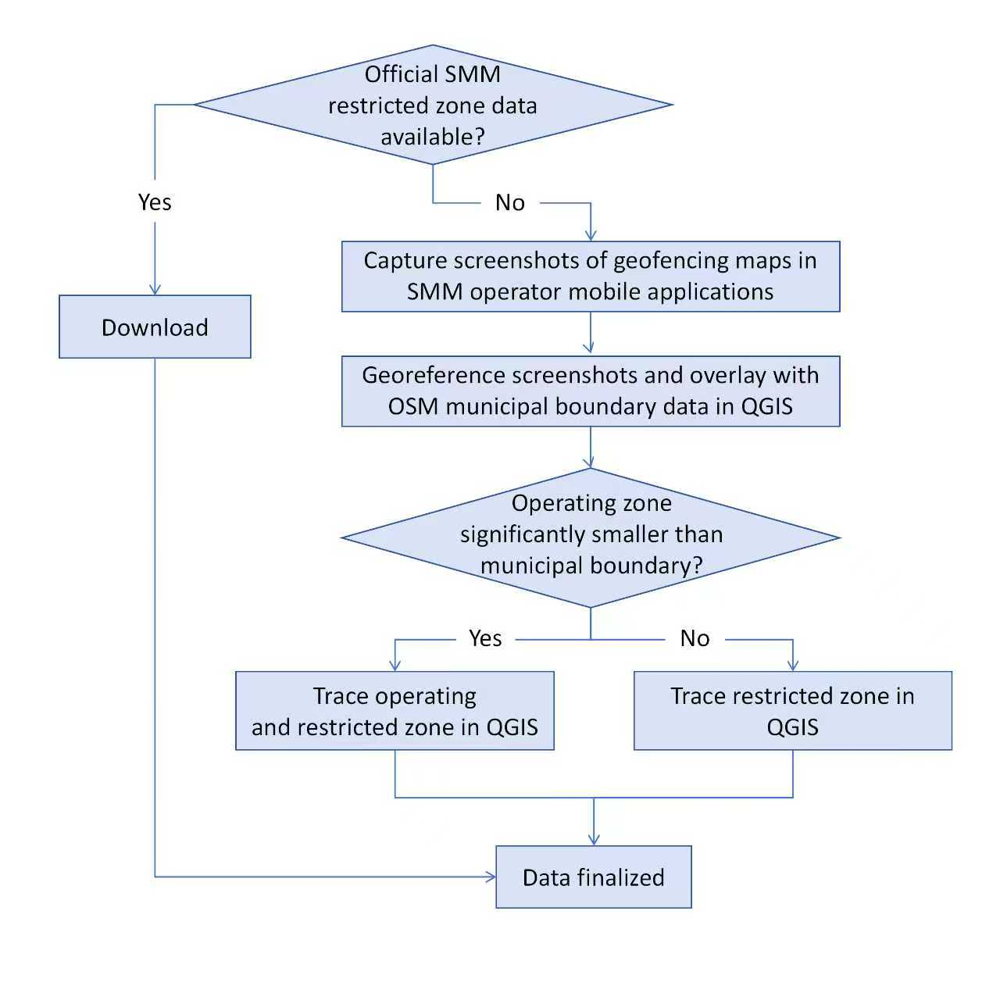 Official SMM
restricted zone data
available?
Yes
No
Capture screenshots of geofencing maps in
SMM operator mobile applications
Download
Georeference screenshots and overlay with
OSM municipal boundary data in QGIS
Operating zone
significantly smaller than
municipal boundary?
Yes
No
Trace operating
and restricted zone in QGIS
Trace restricted zone in
QGIS
Data finalized